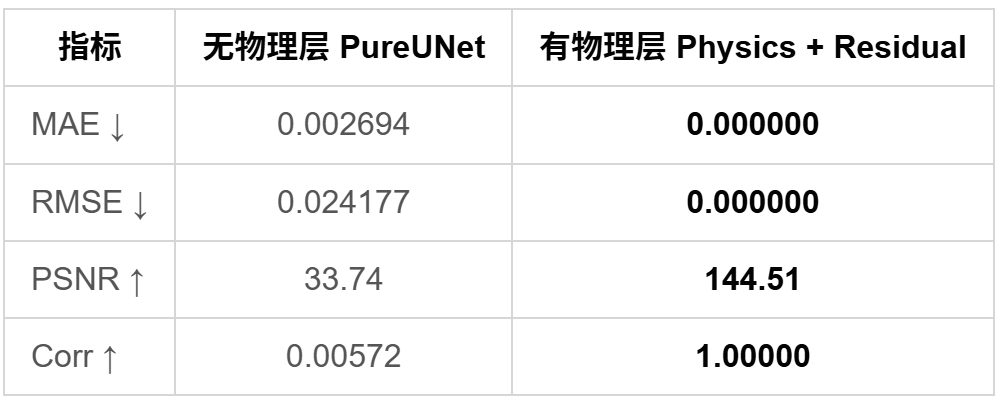 指标 无物理层 PureUNet 有物理层 Physics + Residual
MAE ↓ 0.002694 0.000000
RMSE ↓ 0.024177 0.000000
PSNR ↑ 33.74 144.51
Corr ↑ 0.00572 1.00000